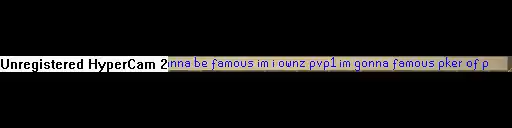 Unregistered HyperCam 2
nna be famous im i ownz pvp1 im gonna famous pker of p